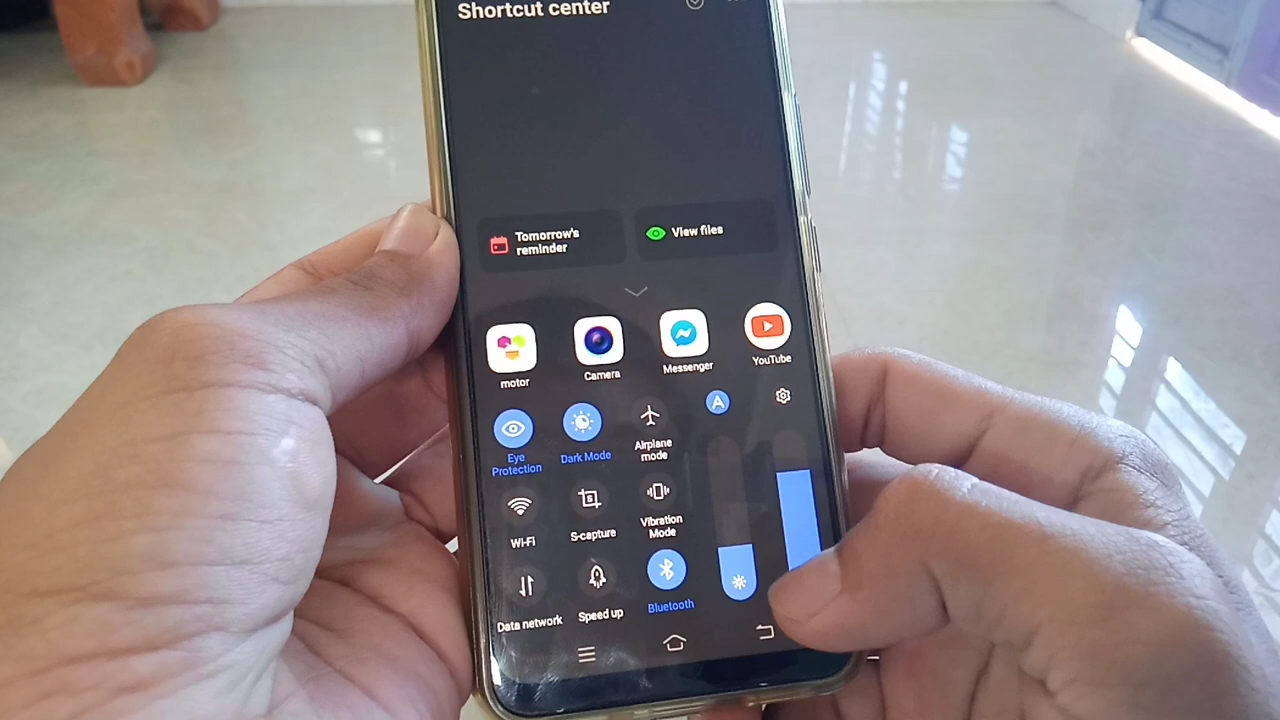 Shortcut center
Tomorrow's
reminder
View files
motor
Camera
Messenger
YouTube
A
Eye
Protection
Dark Mode
Airplane
mode
Wi-Fi
S-capture
Vibration
Mode
Data network
Speed up
Bluetooth